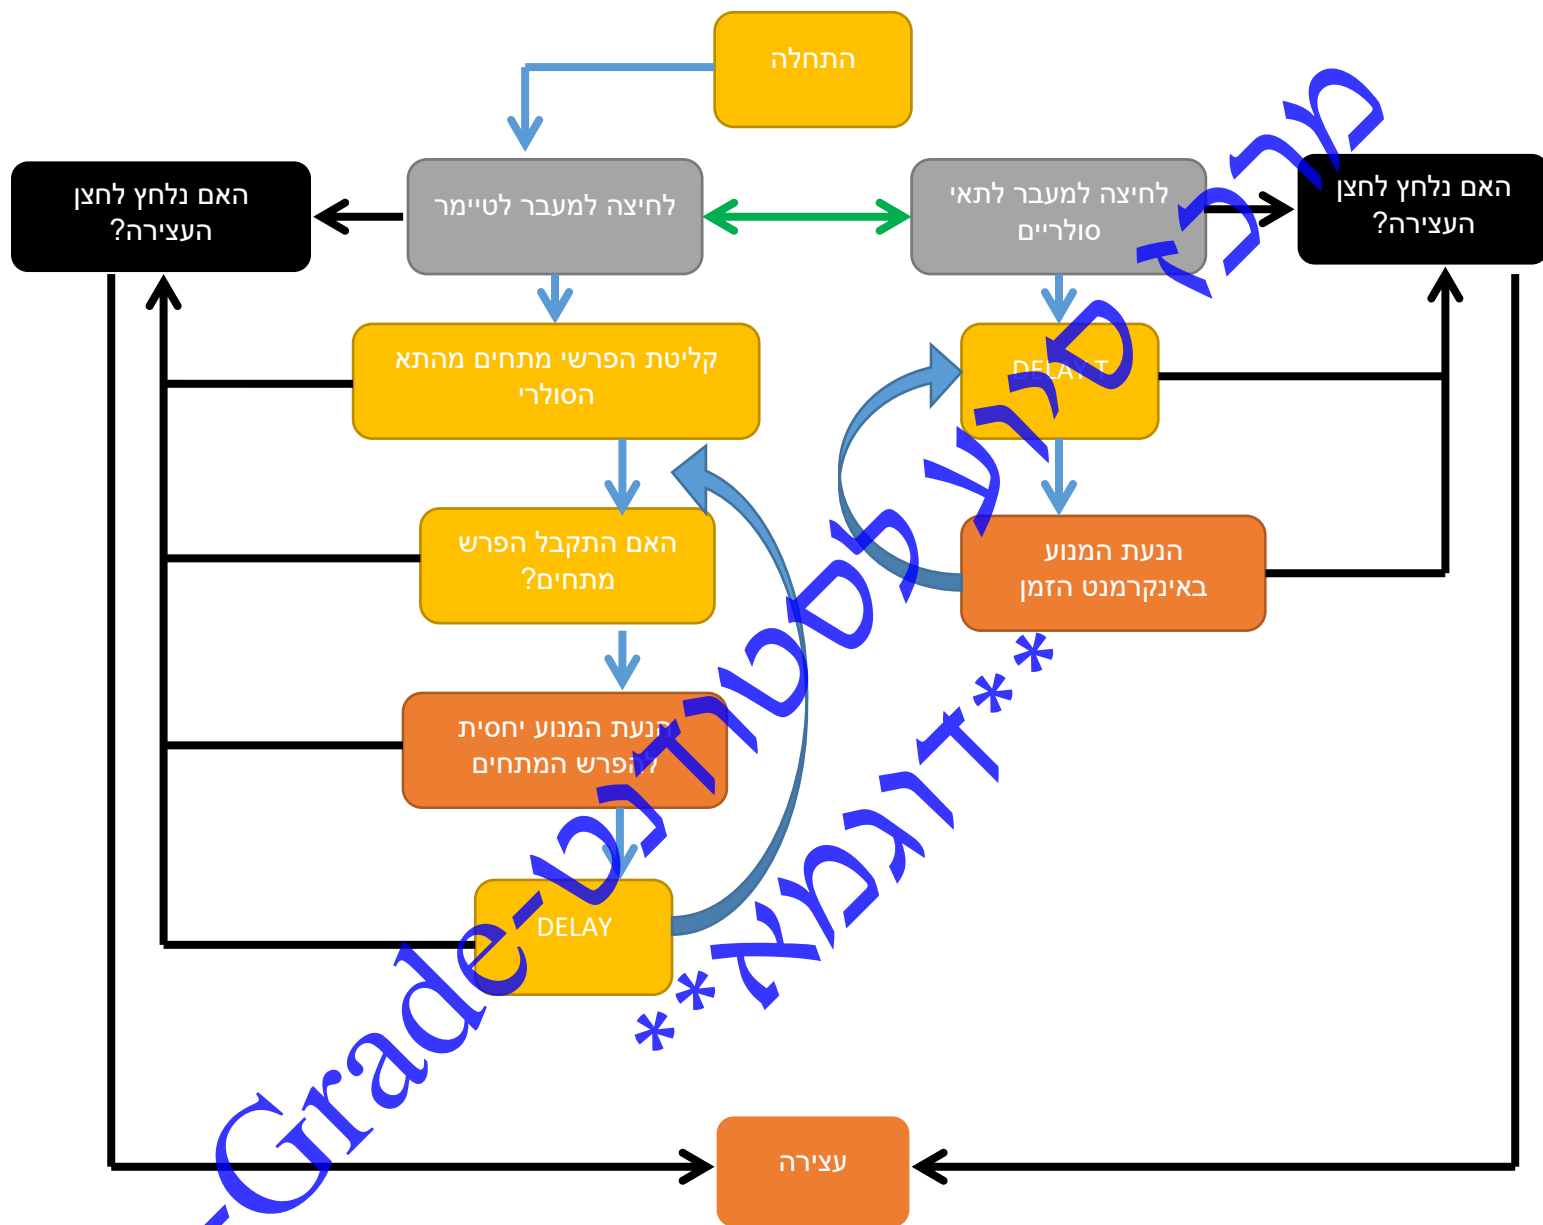 התחלה
האם נלחץ לחצן
העצירה?
לחיצה למעבר לתאי
סולריים
לחיצה למעבר לטיימר
האם נלחץ לחצן
העצירה?
DELAY T
קליטת הפרשי מתחים מהתא
הסולרי
הנעת המנוע
באינקרמנט הזמן
האם התקבל הפרש
מתחים?
הנעת המנוע יחסית
להפרש המתחים
DELAY
עצירה
מרכז סיוע לסטודנט-Grade-
**דוגמא**